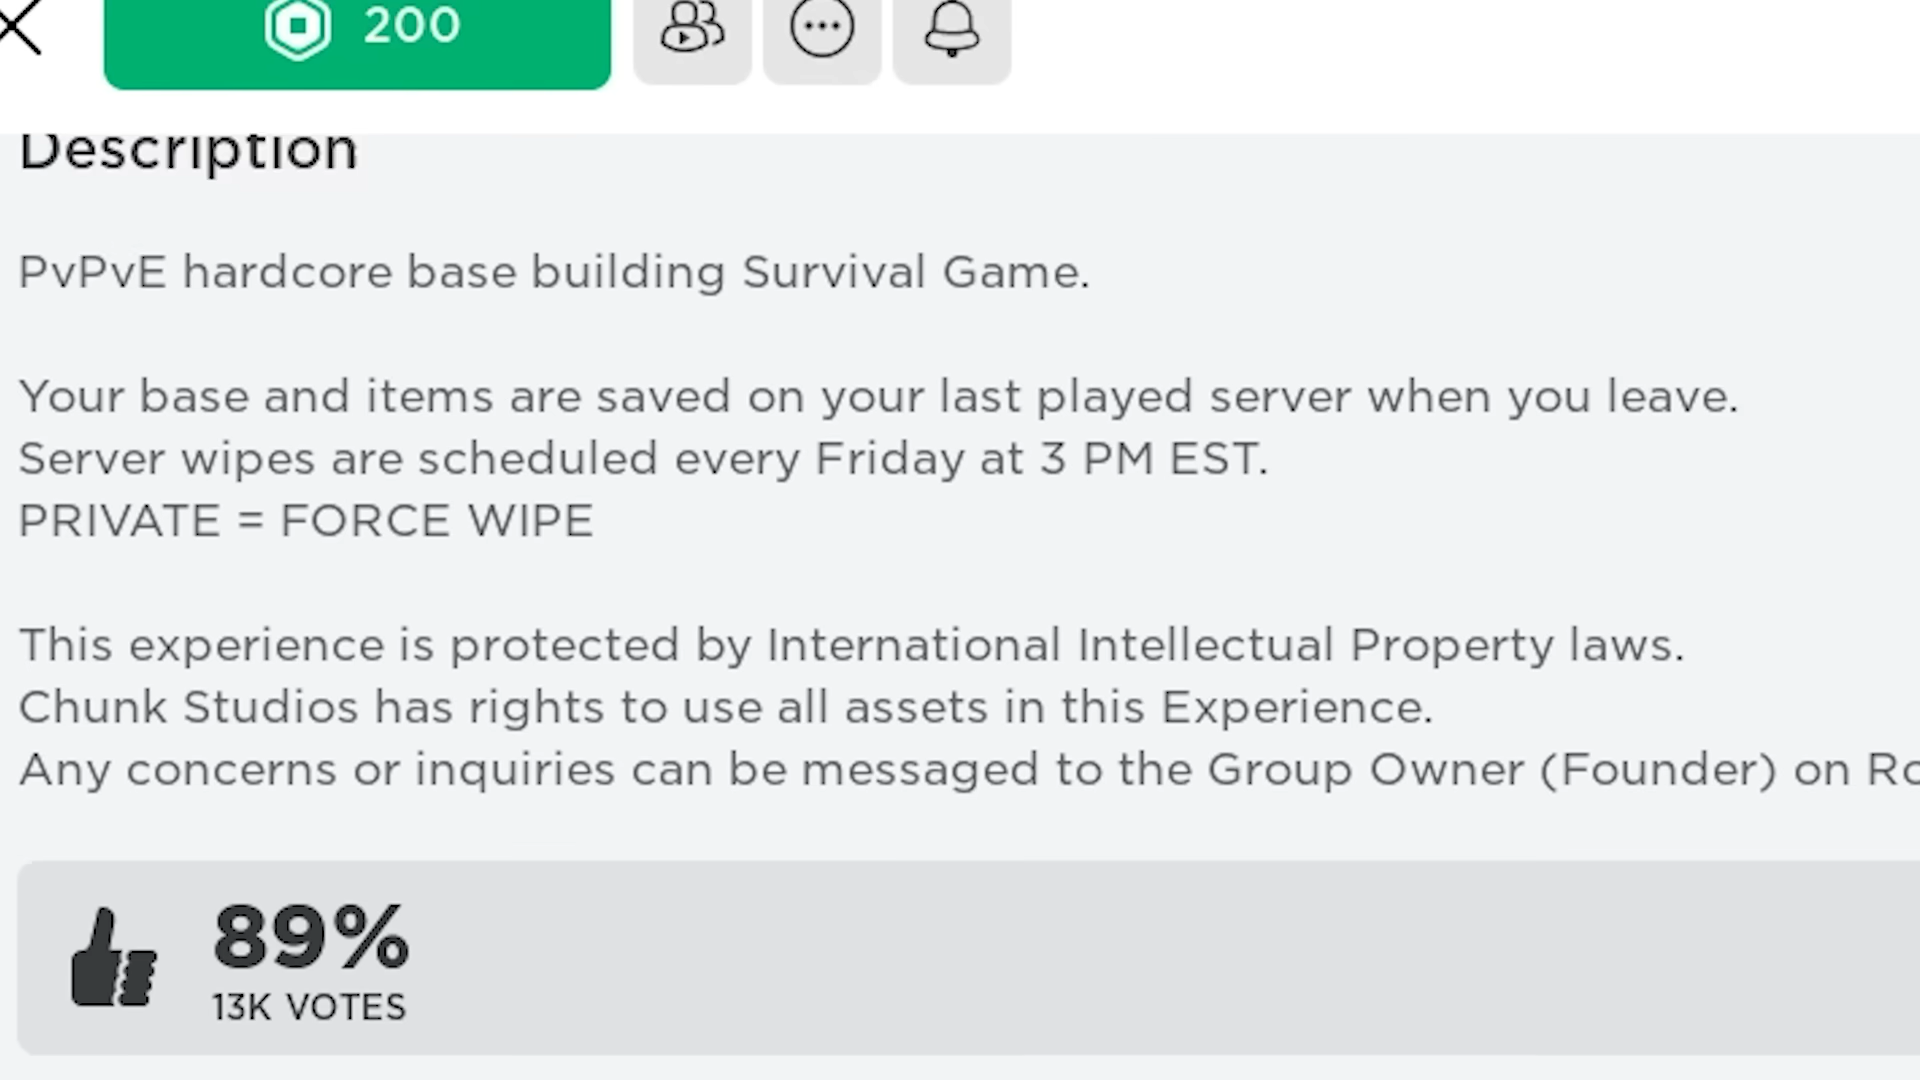 200
Description
PvPvE hardcore base building Survival Game.
Your base and items are saved on your last played server when you leave.
Server wipes are scheduled every Friday at 3 PM EST.
PRIVATE = FORCE WIPE
This experience is protected by International Intellectual Property laws.
Chunk Studios has rights to use all assets in this Experience.
Any concerns or inquiries can be messaged to the Group Owner (Founder) on
89%
13K VOTES